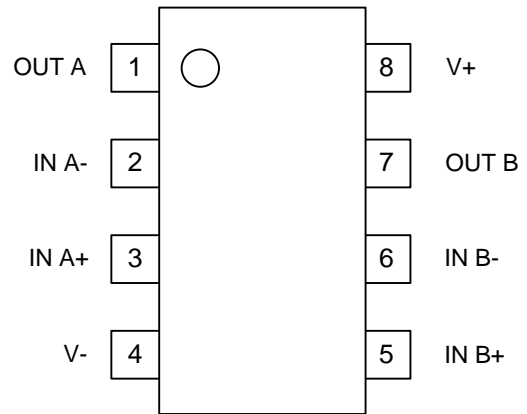 OUT A 1 8 V+
IN A- 2 7 OUT B
IN A+ 3 6 IN B-
V- 4 5 IN B+